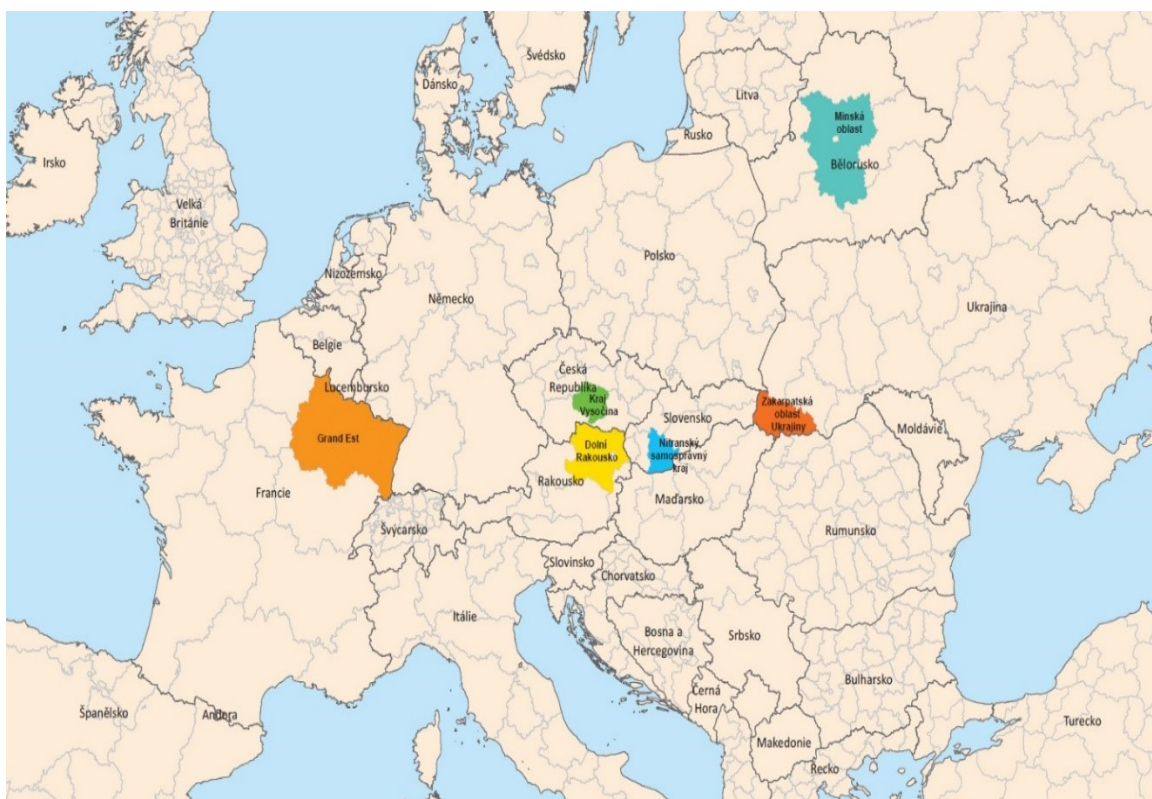 Švédsko
Dánsko
Litva
Minská
oblast
Rusko
Irsko
Bělorusko
Velká
Británie
Polsko
Nizozemsko
Německo
Ukrajina
Belgie
Česká
Republika
Lucembursko
Kraj
Vysočina
Slovensko
Zakarpatská
oblast
Ukrajiny
Moldávie
Grand Est
Dolní
Rakousko
Nitranský
samosprávný
kraj
Rakousko
Francie
Maďarsko
Švýcarsko
Rumunsko
Slovinsko
Chorvatsko
Itálie
Bosna a
Hercegovina
Srbsko
Bulharsko
Černá
Hora
Španělsko
Andora
Turecko
Makedonie
Řecko